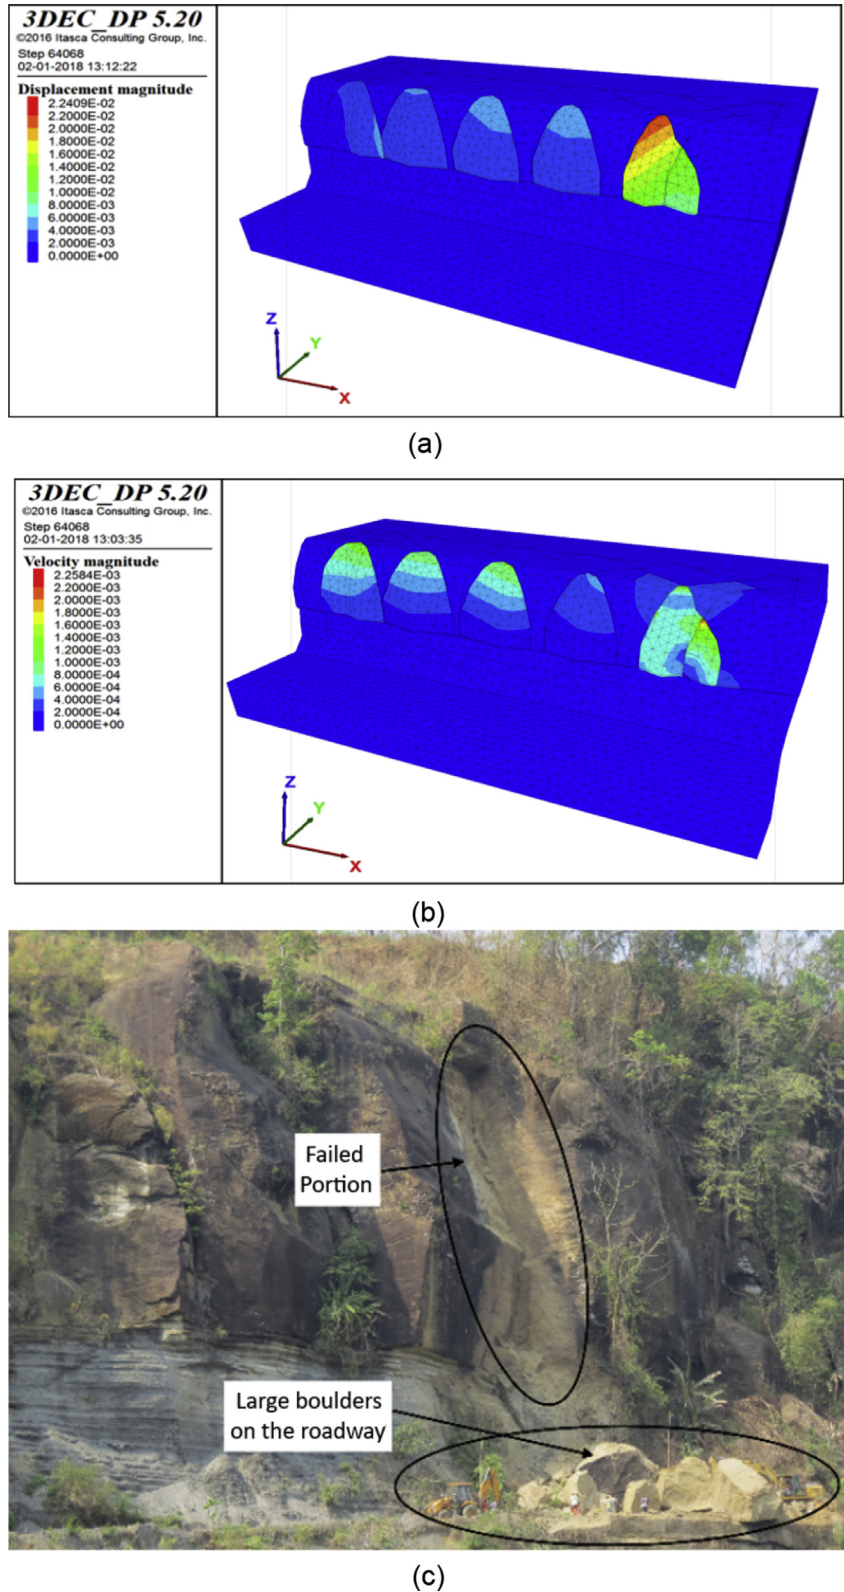 3DEC_DP 5.20
©2016 Itasca Consulting Group, Inc.
Step 64068
02-01-2018 13:12:22
Displacement magnitude
2.2409E-02
2.2000E-02
2.0000E-02
1.8000E-02
1.6000E-02
1.4000E-02
1.2000E-02
1.0000E-02
8.0000E-03
6.0000E-03
4.0000E-03
2.0000E-03
0.0000E+00
Z
Y
X
(a)
3DEC_DP 5.20
©2016 Itasca Consulting Group, Inc.
Step 64068
02-01-2018 13:03:35
Velocity magnitude
2.2584E-03
2.2000E-03
2.0000E-03
1.8000E-03
1.6000E-03
1.4000E-03
1.2000E-03
1.0000E-03
8.0000E-04
6.0000E-04
4.0000E-04
2.0000E-04
0.0000E+00
Z
Y
X
(b)
Failed
Portion
Large boulders
on the roadway
(c)